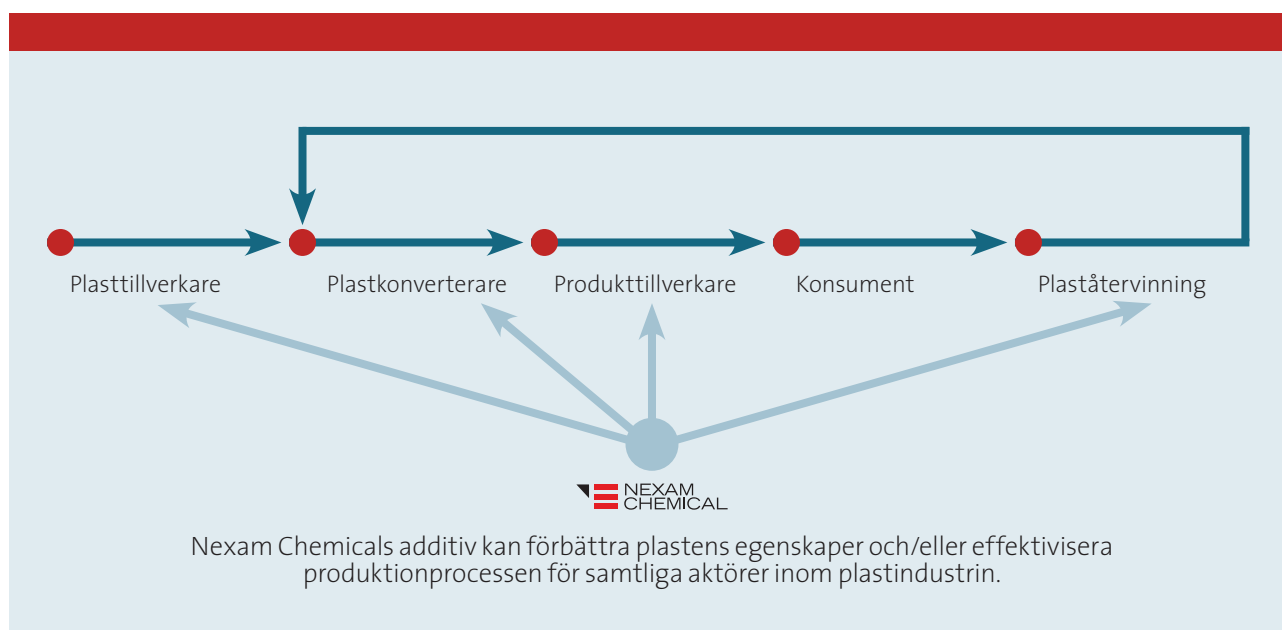 Plasttillverkare
Plastkonverterare
Produkttillverkare
Konsument
Plaståtervinning
NEXAM
CHEMICAL
Nexam Chemicals additiv kan förbättra plastens egenskaper och/eller effektivisera
produktionprocessen för samtliga aktörer inom plastindustrin.